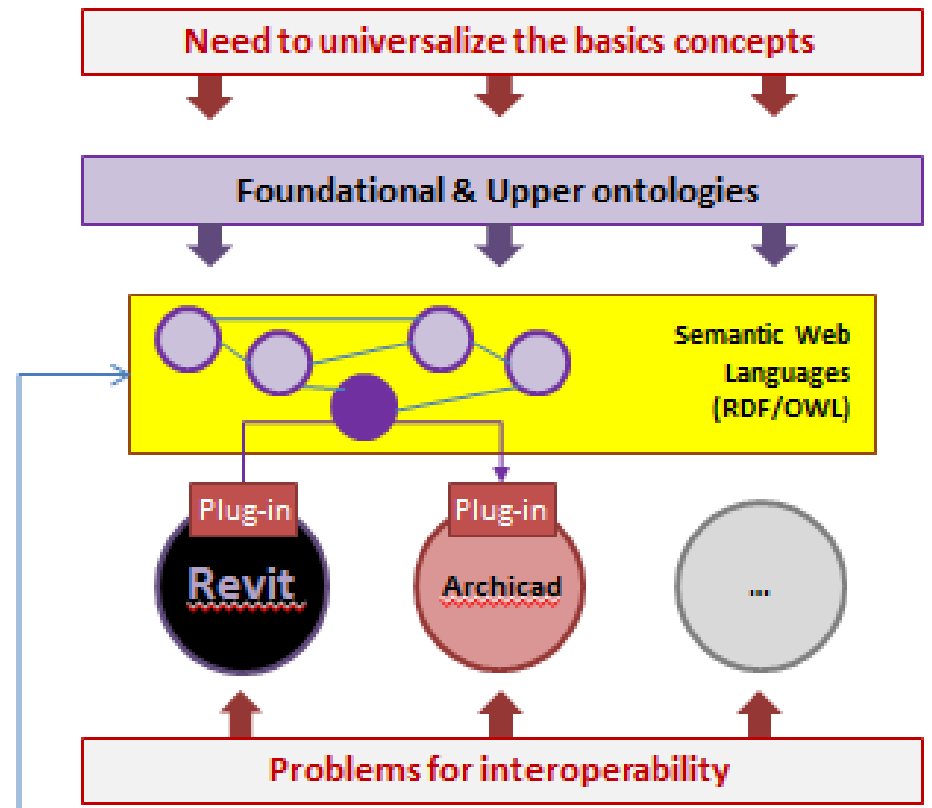 Need to universalize the basics concepts
Foundational & Upper ontologies
Semantic Web
Languages
(RDF/OWL)
Plug-in
Plug-in
Revit
Archicad
...
Problems for interoperability